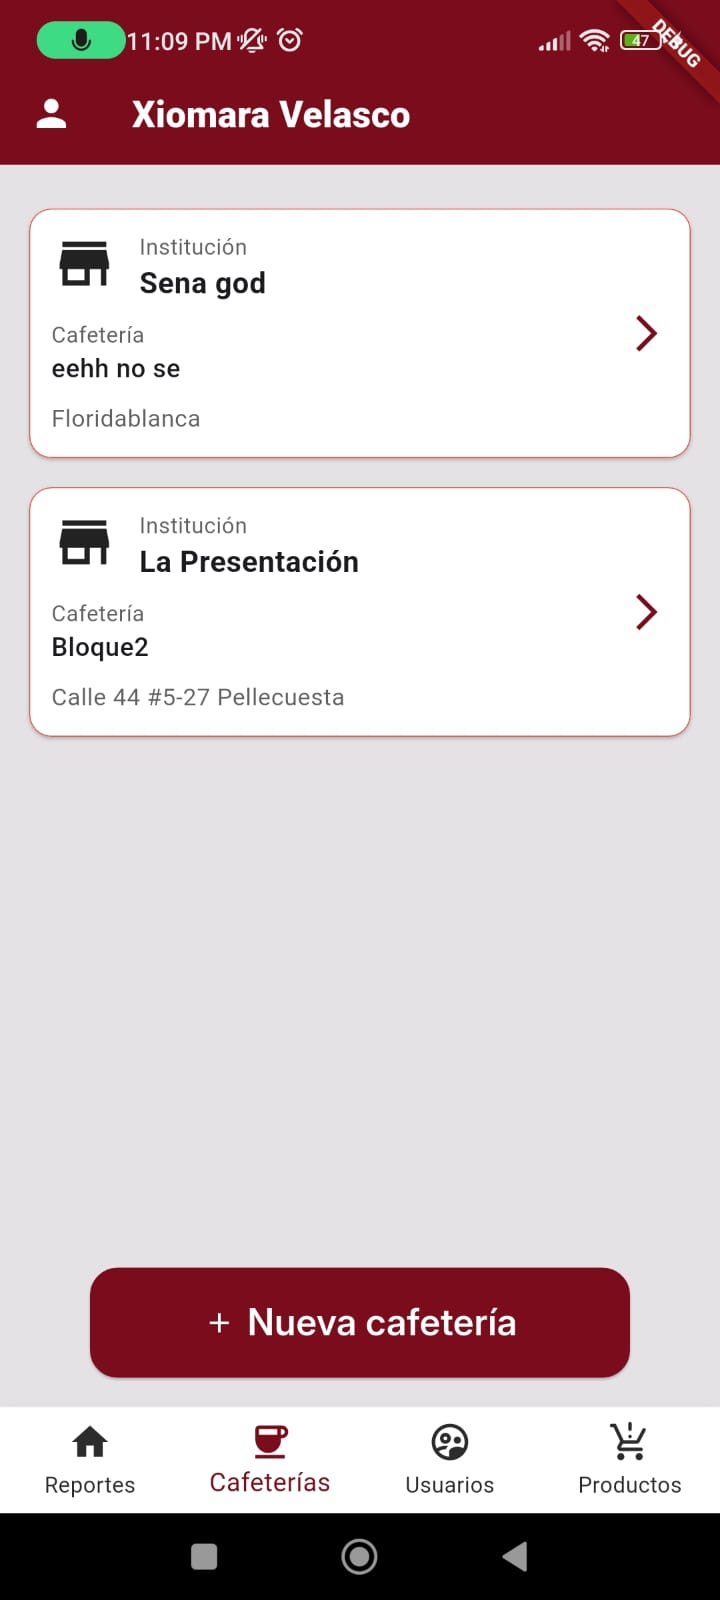 11:09 PM
47
DEBUG
Xiomara Velasco
Institución
Sena god
Cafetería
eehh no se
Floridablanca
Institución
La Presentación
Cafetería
Bloque2
Calle 44 #5-27 Pellecuesta
+ Nueva cafetería
Reportes
Cafeterías
Usuarios
Productos